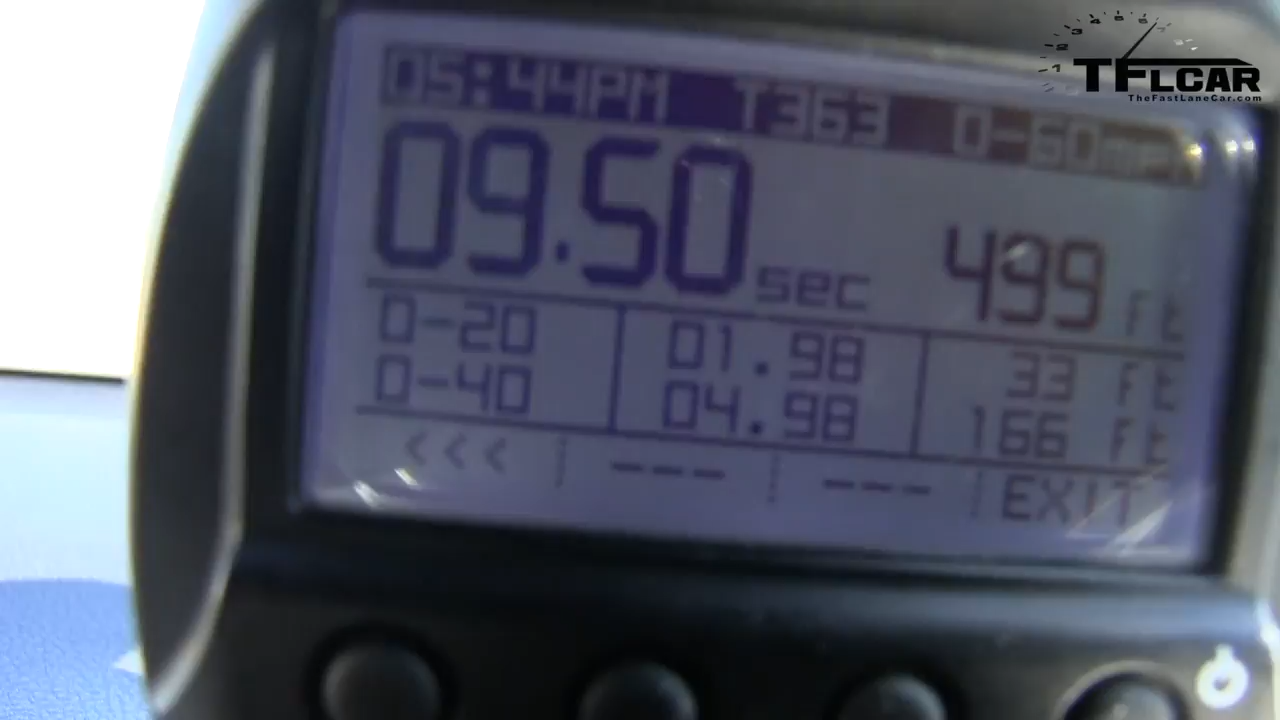 TFLCAR
TheFastLaneCar.com
05:44PM T363 0-60mph
09.50 sec 499 Ft
0-20 01.98 33 Ft
0-40 04.98 166 Ft
<<< --- --- EXIT